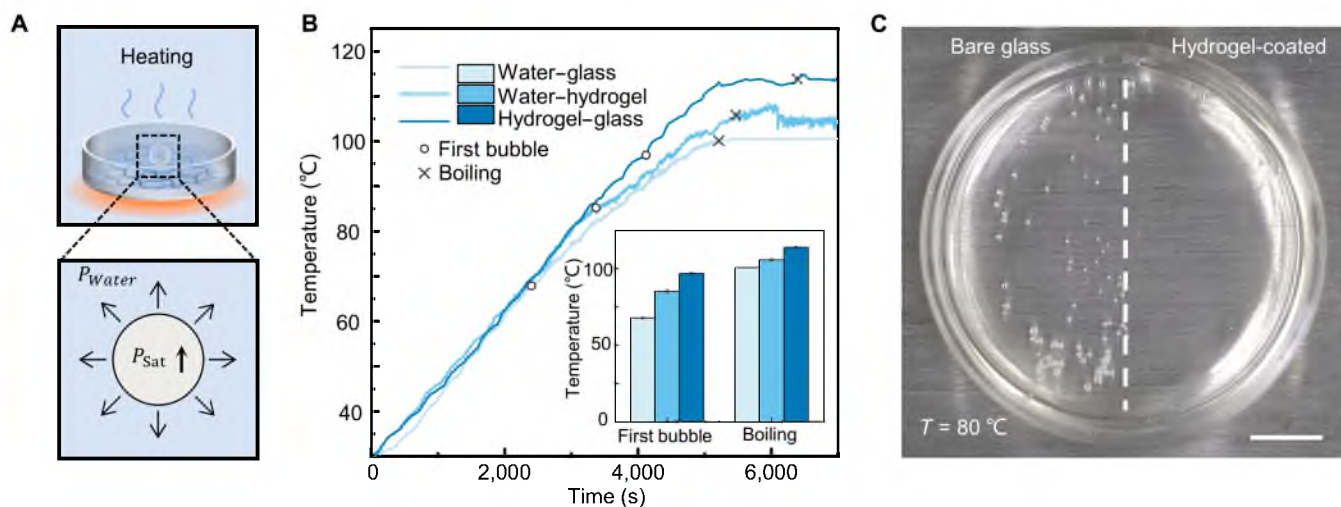 A
Heating
P_Water
P_Sat
B
Temperature (℃)
120
100
80
60
40
0
2,000
4,000
6,000
Time (s)
Water–glass
Water–hydrogel
Hydrogel–glass
First bubble
Boiling
Temperature (℃)
100
50
0
First bubble
Boiling
C
Bare glass
Hydrogel-coated
T = 80 ℃